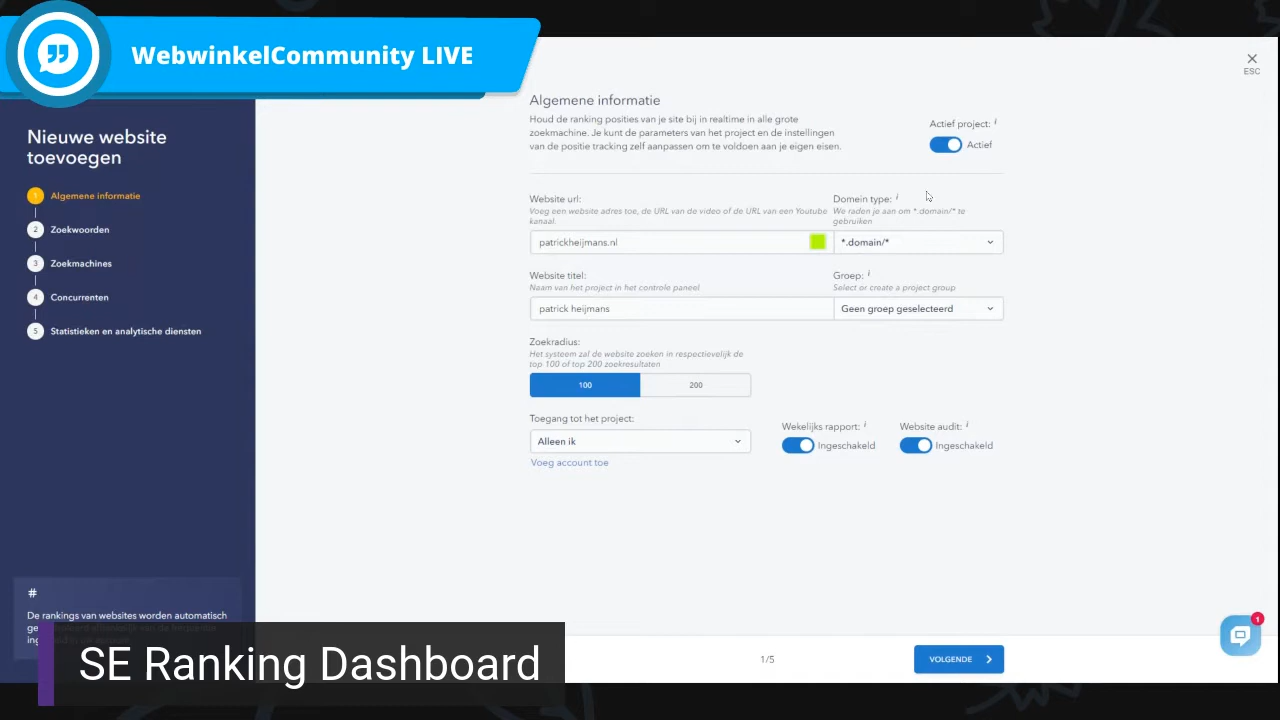 WebwinkelCommunity LIVE
ESC
Nieuwe website
toevoegen
1 Algemene informatie
2 Zoekwoorden
3 Zoekmachines
4 Concurrenten
5 Statistieken en analytische diensten
#
De rankings van websites worden automatisch
Algemene informatie
Houd de ranking posities van je site bij in realtime in alle grote
zoekmachine. Je kunt de parameters van het project en de instellingen
van de positie tracking zelf aanpassen om te voldoen aan je eigen eisen.
Actief project: i
Actief
Website url:
Voeg een website adres toe, de URL van de video of de URL van een Youtube
kanaal.
patrickheijmans.nl
Domein type: i
We raden je aan om *.domain/* te
gebruiken
*.domain/*
Website titel:
Naam van het project in het controle paneel
patrick heijmans
Groep: i
Select or create a project group
Geen groep geselecteerd
Zoekradius:
Het systeem zal de website zoeken in respectievelijk de
top 100 of top 200 zoekresultaten
100 200
Toegang tot het project:
Alleen ik
Voeg account toe
Wekelijks rapport: i
Ingeschakeld
Website audit: i
Ingeschakeld
1/5
VOLGENDE
1
SE Ranking Dashboard